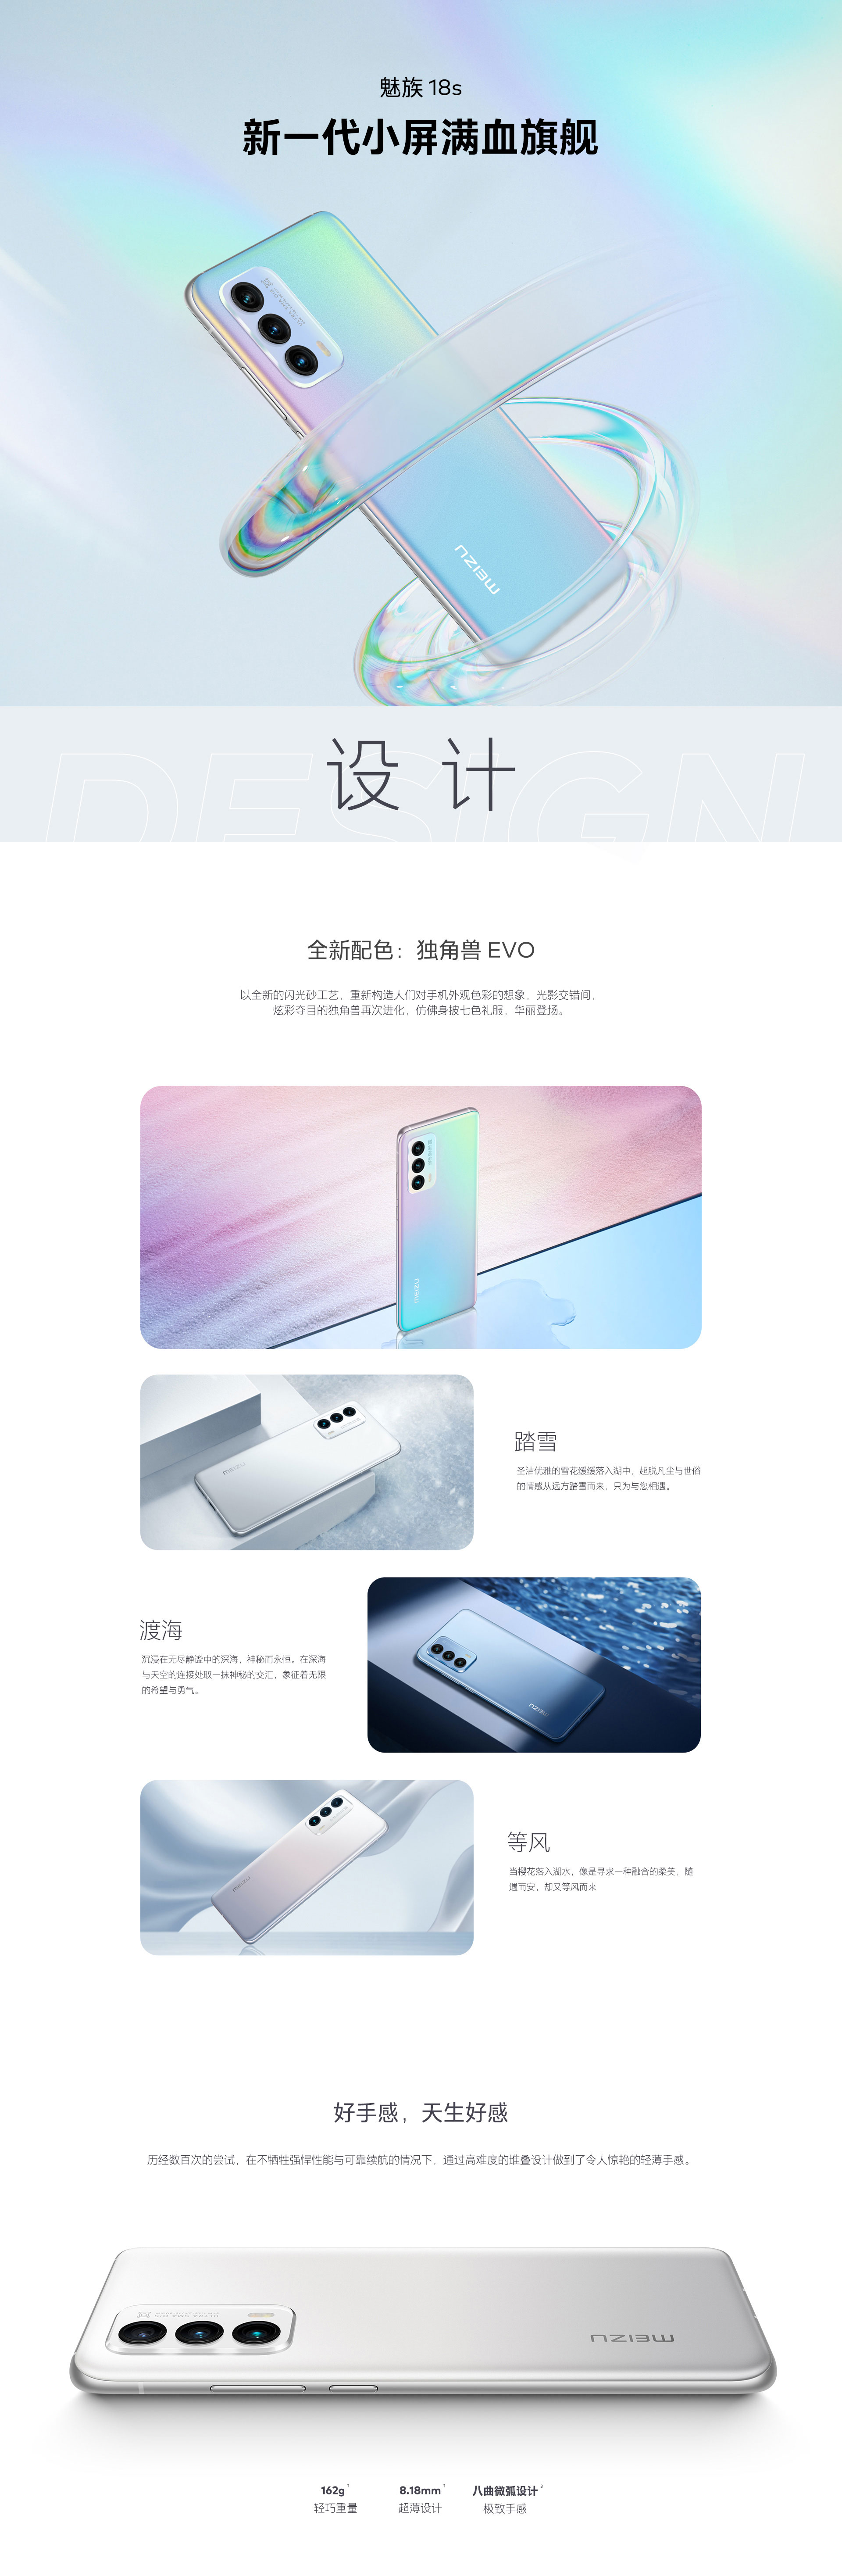 魅族 18s
新一代小屏满血旗舰
MEIZU
DESIGN
设 计
全新配色：独角兽 EVO
以全新的闪光砂工艺，重新构造人们对手机外观色彩的想象，光影交错间，
炫彩夺目的独角兽再次进化，仿佛身披七色礼服，华丽登场。
MEIZU
MEIZU
踏雪
圣洁优雅的雪花缓缓落入湖中，超脱凡尘与世俗
的情感从远方踏雪而来，只为与您相遇。
渡海
沉浸在无尽静谧中的深海，神秘而永恒。在深海
与天空的连接处取一抹神秘的交汇，象征着无限
的希望与勇气。
MEIZU
MEIZU
等风
当樱花落入湖水，像是寻求一种融合的柔美，随
遇而安，却又等风而来
好手感，天生好感
历经数百次的尝试，在不牺牲强悍性能与可靠续航的情况下，通过高难度的堆叠设计做到了令人惊艳的轻薄手感。
MEIZU
162g 8.18mm 八曲微弧设计
轻巧重量 超薄设计 极致手感